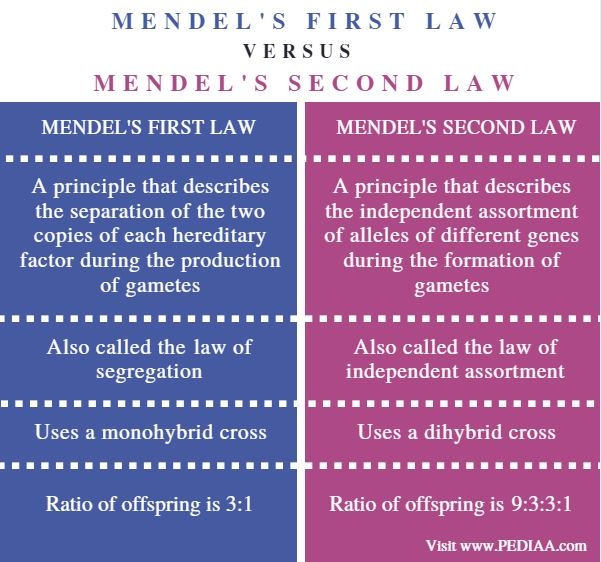 MENDEL'S FIRST LAW
VERSUS
MENDEL'S SECOND LAW
MENDEL'S FIRST LAW
A principle that describes
the separation of the two
copies of each hereditary
factor during the production
of gametes
Also called the law of
segregation
Uses a monohybrid cross
Ratio of offspring is 3:1
MENDEL'S SECOND LAW
A principle that describes
the independent assortment
of alleles of different genes
during the formation of
gametes
Also called the law of
independent assortment
Uses a dihybrid cross
Ratio of offspring is 9:3:3:1
Visit www.PEDIAA.com